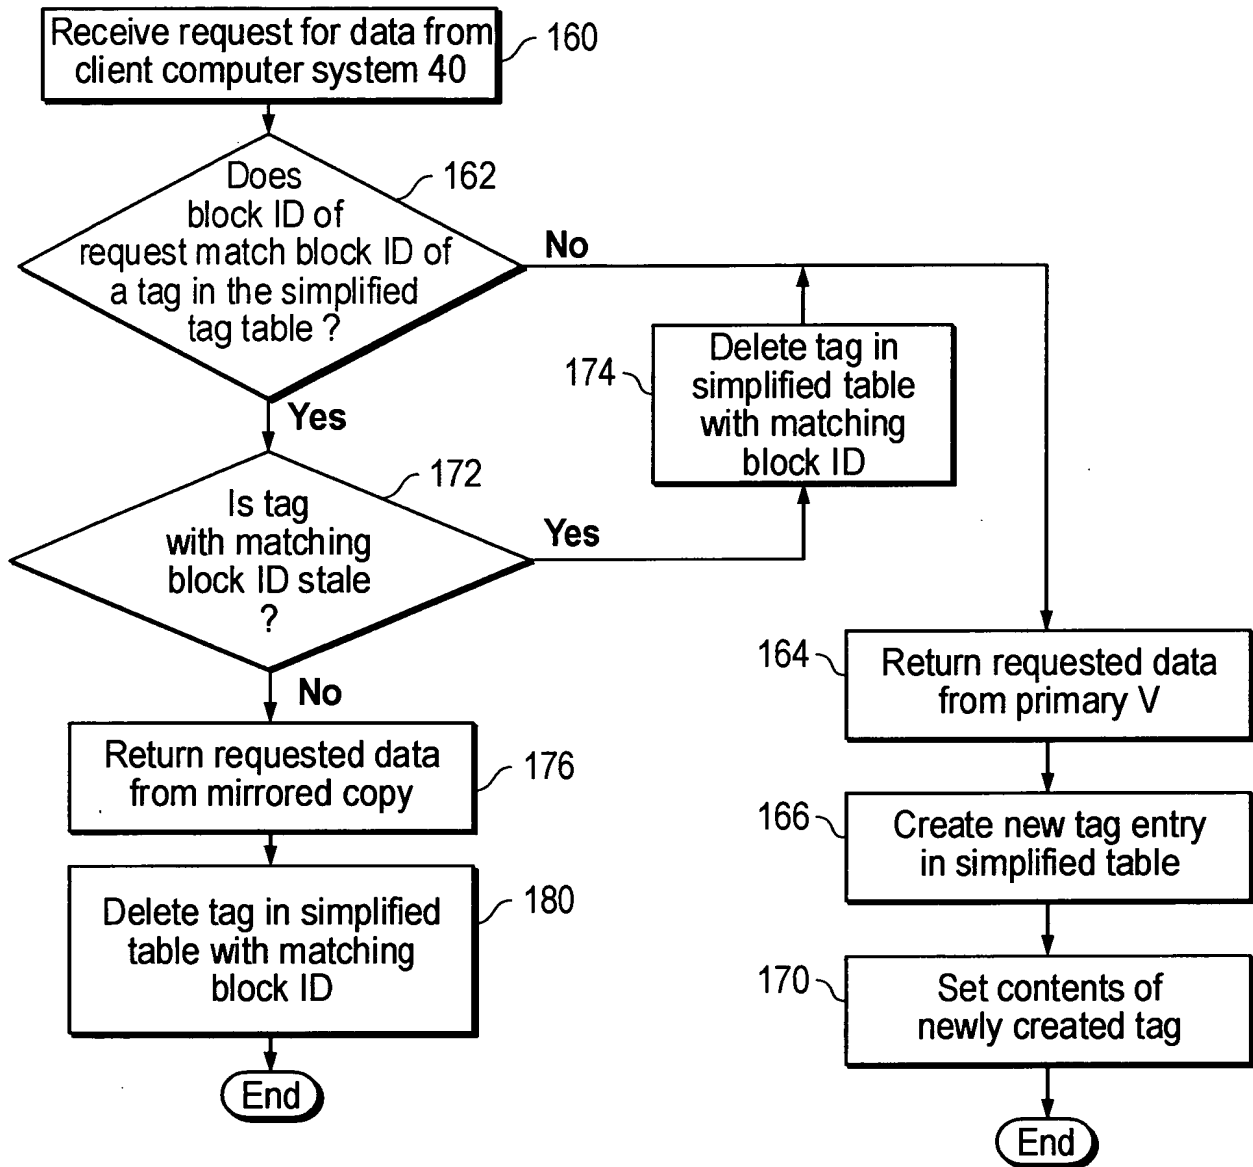 Receive request for data from
client computer system 40
160
Does
block ID of
request match block ID of
a tag in the simplified
tag table ?
162
No
Yes
Delete tag in
simplified table
with matching
block ID
174
Is tag
with matching
block ID stale
?
172
Yes
No
Return requested data
from primary V
164
Return requested data
from mirrored copy
176
Create new tag entry
in simplified table
166
Delete tag in simplified
table with matching
block ID
180
Set contents of
newly created tag
170
End
End